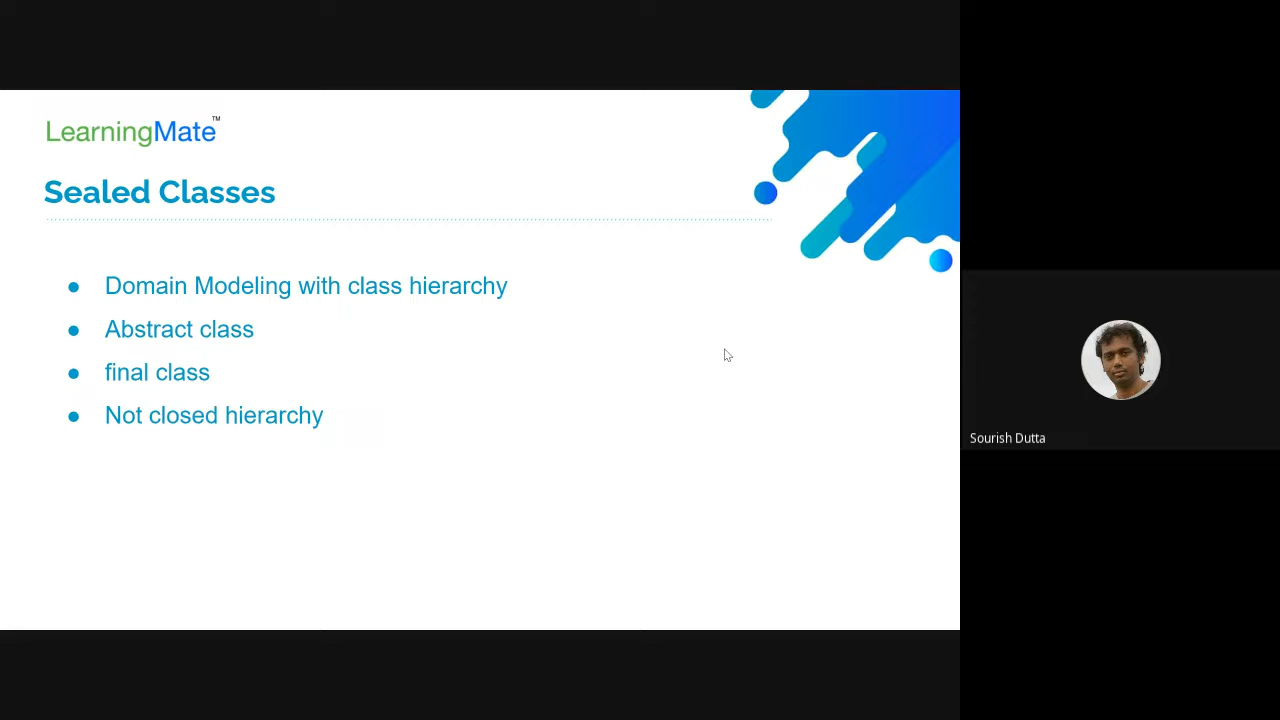 LearningMate™
Sealed Classes
● Domain Modeling with class hierarchy
● Abstract class
● final class
● Not closed hierarchy
Sourish Dutta